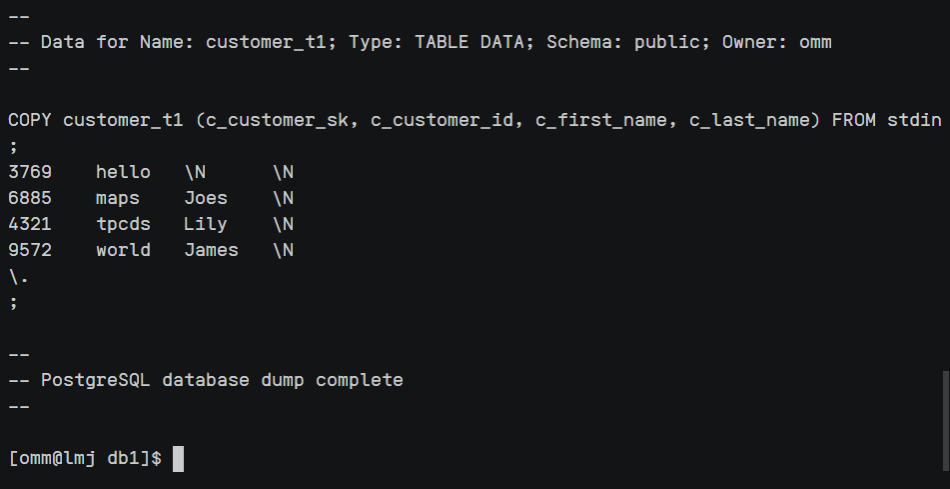 --
-- Data for Name: customer_t1; Type: TABLE DATA; Schema: public; Owner: omm
--
COPY customer_t1 (c_customer_sk, c_customer_id, c_first_name, c_last_name) FROM stdin
;
3769    hello   \N      \N
6885    maps    Joes    \N
4321    tpcds   Lily    \N
9572    world   James   \N
\.
;
--
-- PostgreSQL database dump complete
--
[omm@lmj db1]$